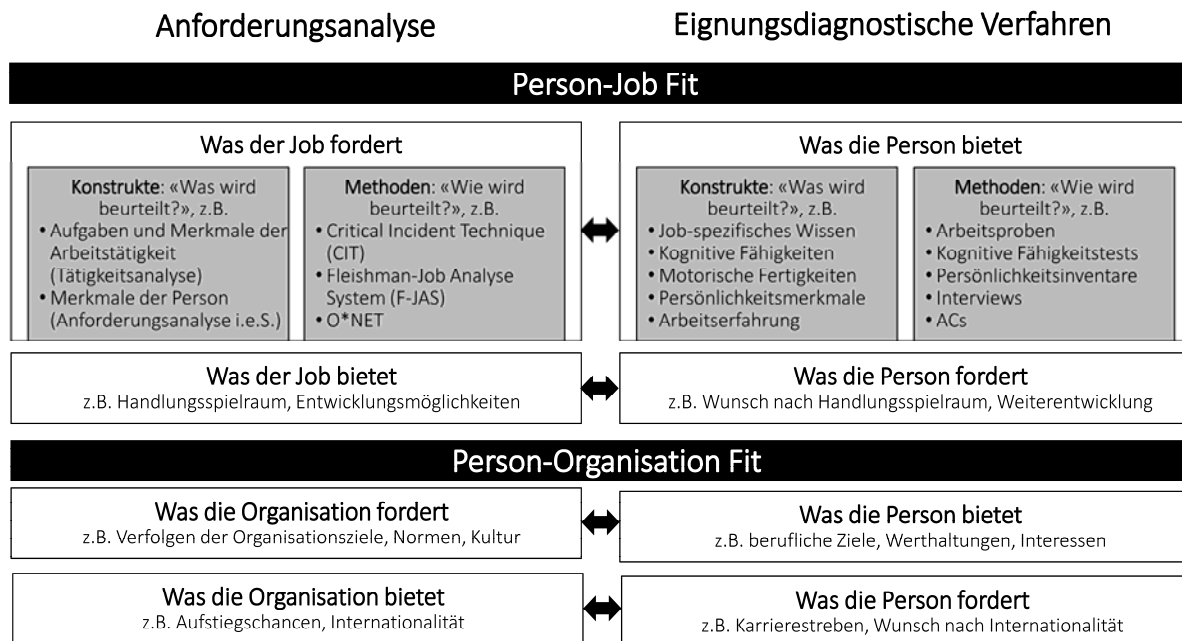 Anforderungsanalyse
Eignungsdiagnostische Verfahren
Person-Job Fit
Was der Job fordert
Konstrukte: «Was wird
beurteilt?», z.B.
• Aufgaben und Merkmale der
Arbeitstätigkeit
(Tätigkeitsanalyse)
• Merkmale der Person
(Anforderungsanalyse i.e.S.)
Methoden: «Wie wird
beurteilt?», z.B.
• Critical Incident Technique
(CIT)
• Fleishman-Job Analyse
System (F-JAS)
• O*NET
Was die Person bietet
Konstrukte: «Was wird
beurteilt?», z.B.
• Job-spezifisches Wissen
• Kognitive Fähigkeiten
• Motorische Fertigkeiten
• Persönlichkeitsmerkmale
• Arbeitserfahrung
Methoden: «Wie wird
beurteilt?», z.B.
• Arbeitsproben
• Kognitive Fähigkeitstests
• Persönlichkeitsinventare
• Interviews
• ACs
Was der Job bietet
z.B. Handlungsspielraum, Entwicklungsmöglichkeiten
Was die Person fordert
z.B. Wunsch nach Handlungsspielraum, Weiterentwicklung
Person-Organisation Fit
Was die Organisation fordert
z.B. Verfolgen der Organisationsziele, Normen, Kultur
Was die Person bietet
z.B. berufliche Ziele, Werthaltungen, Interessen
Was die Organisation bietet
z.B. Aufstiegschancen, Internationalität
Was die Person fordert
z.B. Karrierestreben, Wunsch nach Internationalität